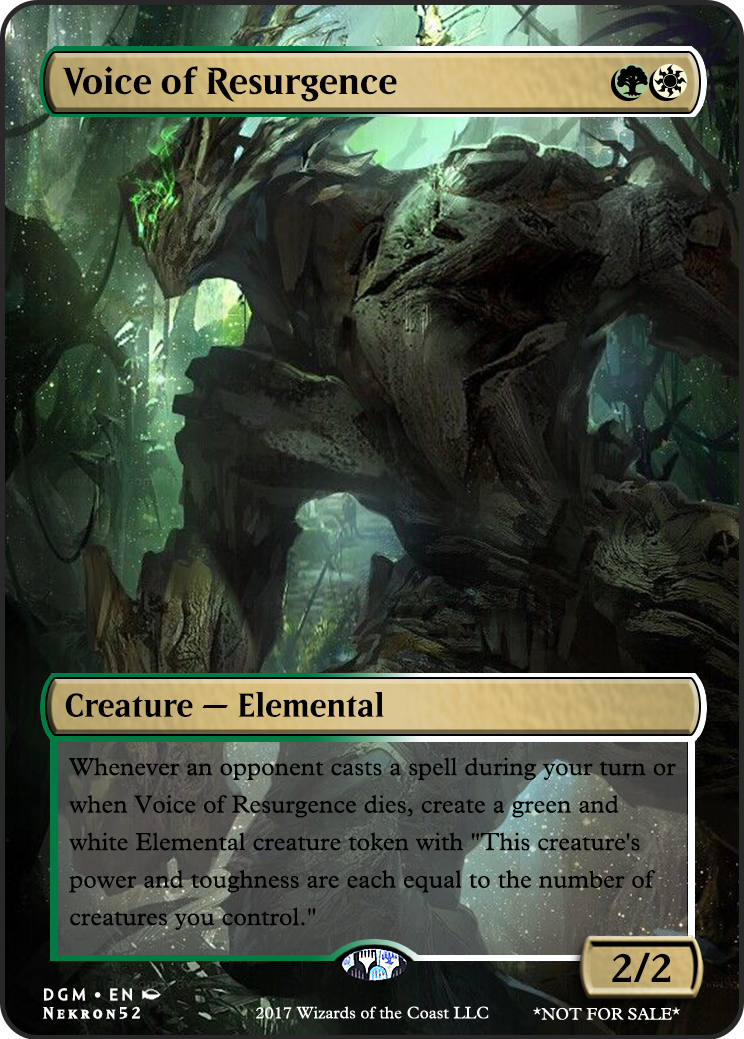 Voice of Resurgence
Creature — Elemental
Whenever an opponent casts a spell during your turn or
when Voice of Resurgence dies, create a green and
white Elemental creature token with "This creature's
power and toughness are each equal to the number of
creatures you control."
2/2
DGM • EN
Nekron52
2017 Wizards of the Coast LLC
*NOT FOR SALE*